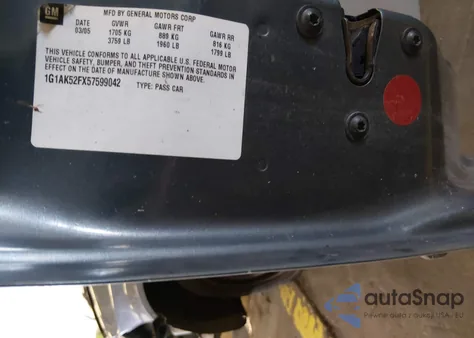 GM
MFD BY GENERAL MOTORS CORP
DATE GVWR GAWR FRT GAWR RR
03/05 1705 KG 889 KG 816 KG
3759 LB 1960 LB 1799 LB
THIS VEHICLE CONFORMS TO ALL APPLICABLE U.S. FEDERAL MOTOR
VEHICLE SAFETY, BUMPER, AND THEFT PREVENTION STANDARDS IN
EFFECT ON THE DATE OF MANUFACTURE SHOWN ABOVE.
1G1AK52FX57599042 TYPE: PASS CAR
autoSnap